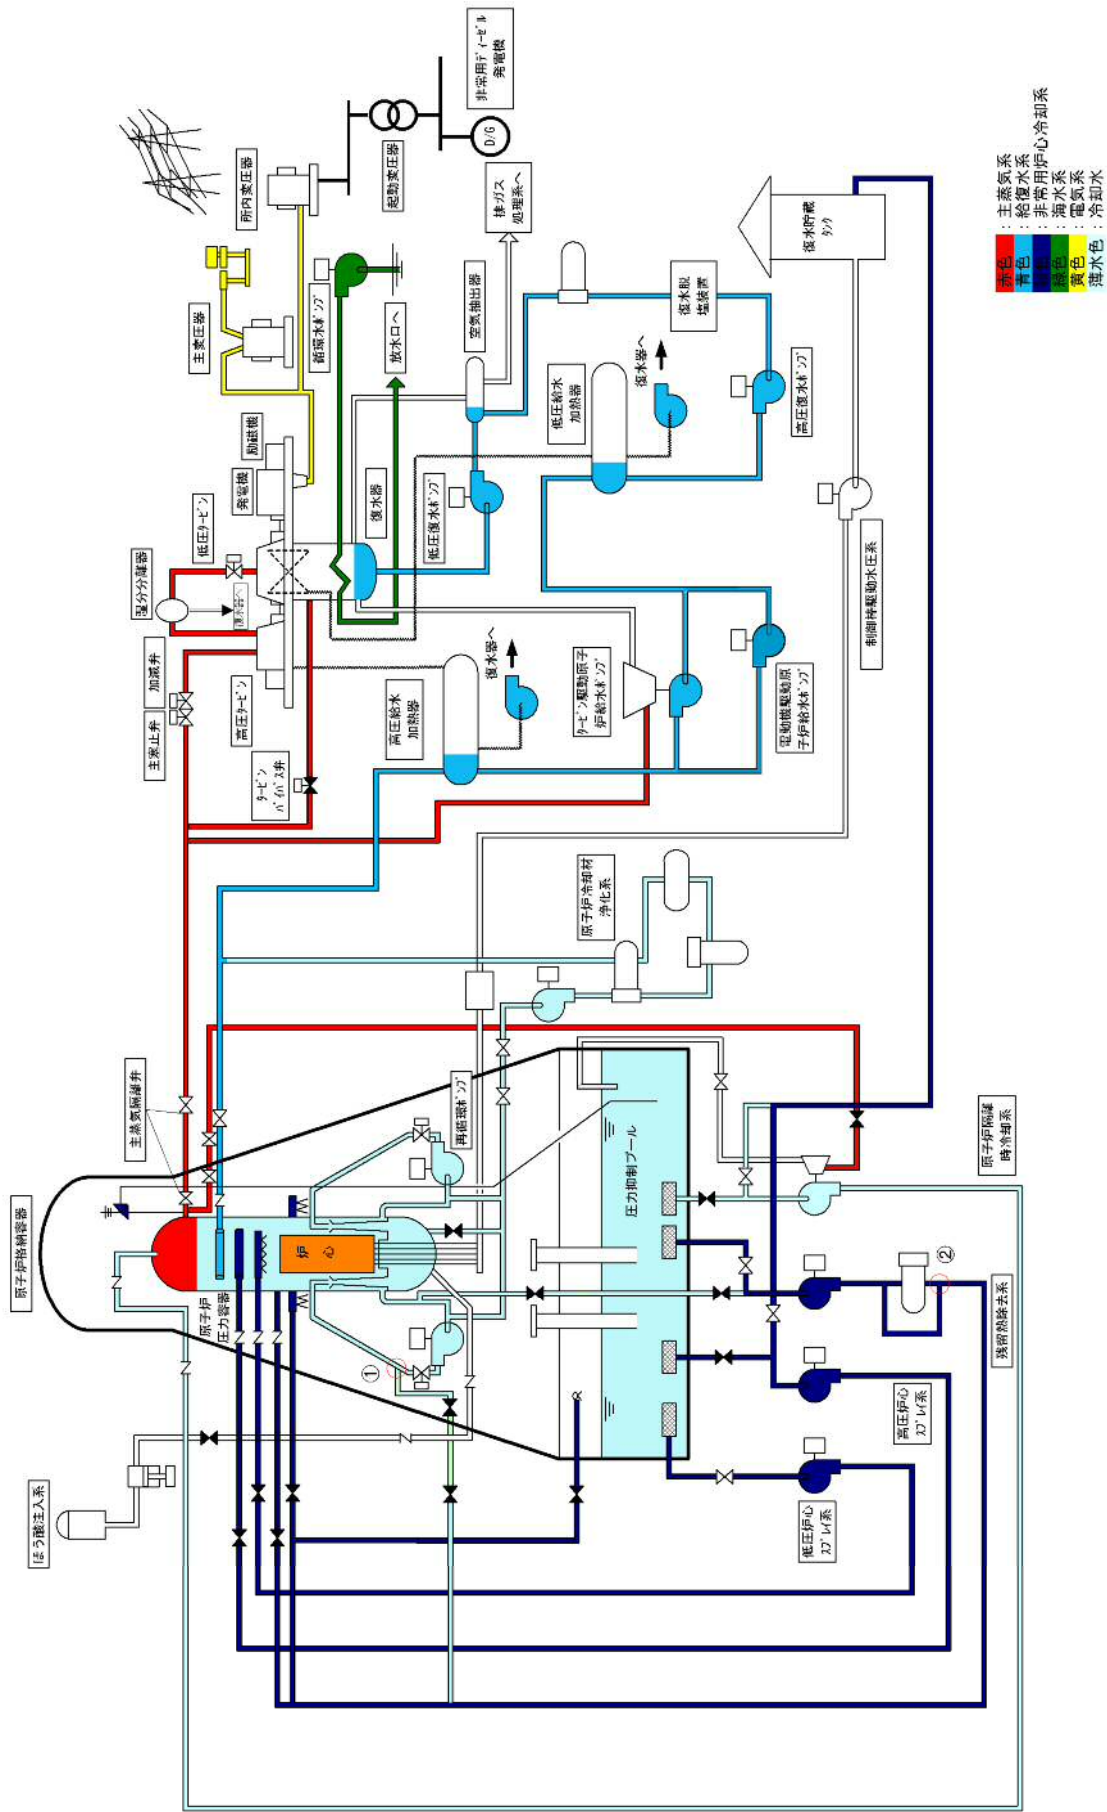 原子炉格納容器
ほう酸注入系
主蒸気隔離弁
原子炉
圧力容器
炉
心
①
再循環ポンプ
圧力抑制プール
低圧炉心
スプレイ系
高圧炉心
スプレイ系
②
残留熱除去系
原子炉隔離
時冷却系
原子炉冷却材
浄化系
主塞止弁
加減弁
湿分分離器
復水器へ
低圧タービン
高圧タービン
タービン
バイパス弁
発電機
励磁機
主変圧器
所内変圧器
起動変圧器
D/G
非常用ディーゼル
発電機
循環水ポンプ
放水口へ
復水器
空気抽出器
排ガス
処理系へ
低圧復水ポンプ
高圧給水
加熱器
復水器へ
低圧給水
加熱器
復水器へ
復水脱
塩装置
高圧復水ポンプ
タービン駆動原子
炉給水ポンプ
電動機駆動原
子炉給水ポンプ
制御棒駆動水圧系
復水貯蔵
タンク
赤色:主蒸気系
青色:給復水系
:非常用炉心冷却系
緑色:海水系
黄色:電気系
薄水色:冷却水